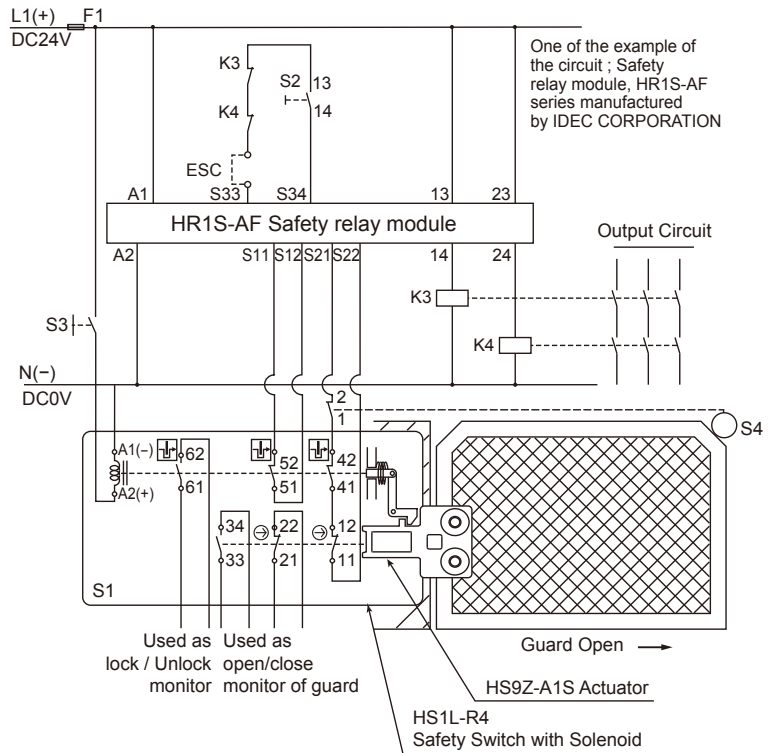 L1(+) F1
DC24V
One of the example of
the circuit ; Safety
relay module, HR1S-AF
series manufactured
by IDEC CORPORATION
K3
S2 13
14
K4
ESC
A1 S33 S34 13 23
HR1S-AF Safety relay module
Output Circuit
A2 S11 S12 S21 S22 14 24
K3
S3
K4
N(−)
DC0V
2
1
S4
A1(−) 62 52 42
A2(+) 61 51 41
34 22 12
33 21 11
S1
Used as
lock / Unlock
monitor
Used as
open/close
monitor of guard
Guard Open
HS9Z-A1S Actuator
HS1L-R4
Safety Switch with Solenoid